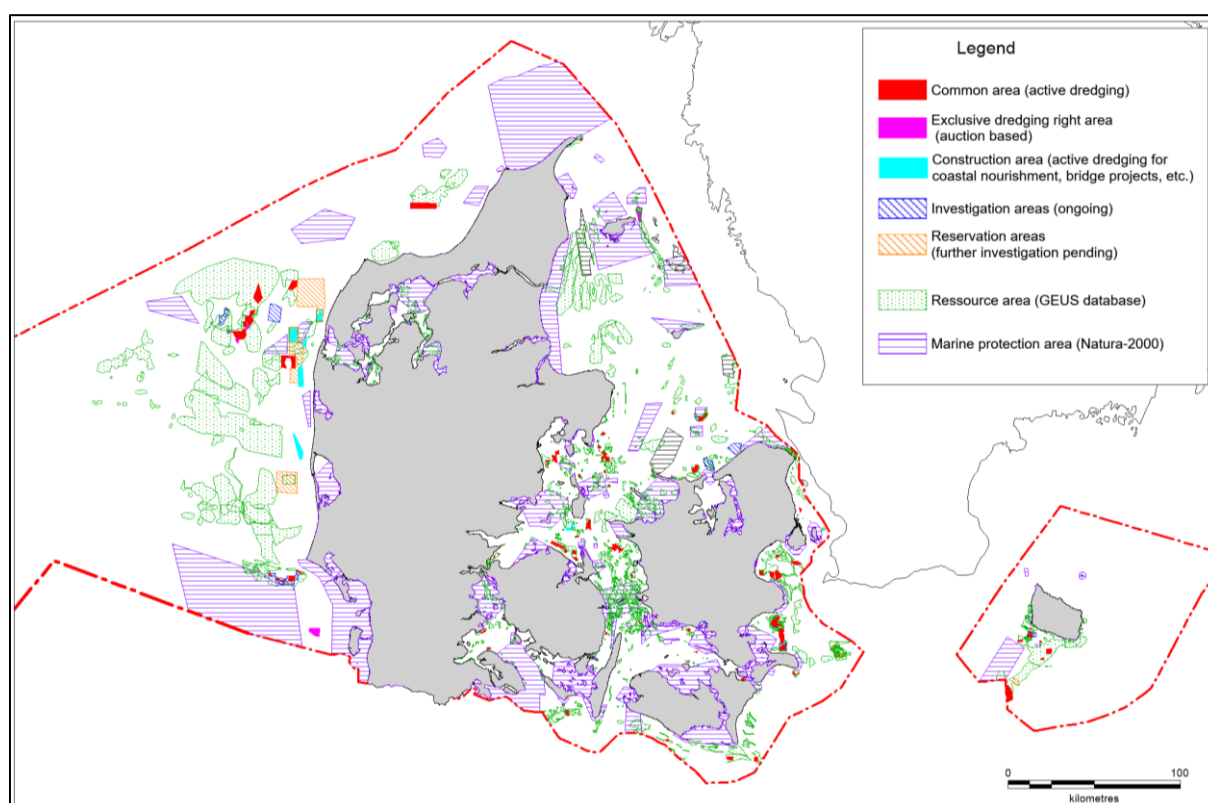 Legend
Common area (active dredging)
Exclusive dredging right area
(auction based)
Construction area (active dredging for
coastal nourishment, bridge projects, etc.)
Investigation areas (ongoing)
Reservation areas
(further investigation pending)
Ressource area (GEUS database)
Marine protection area (Natura-2000)
0 100
kilometres